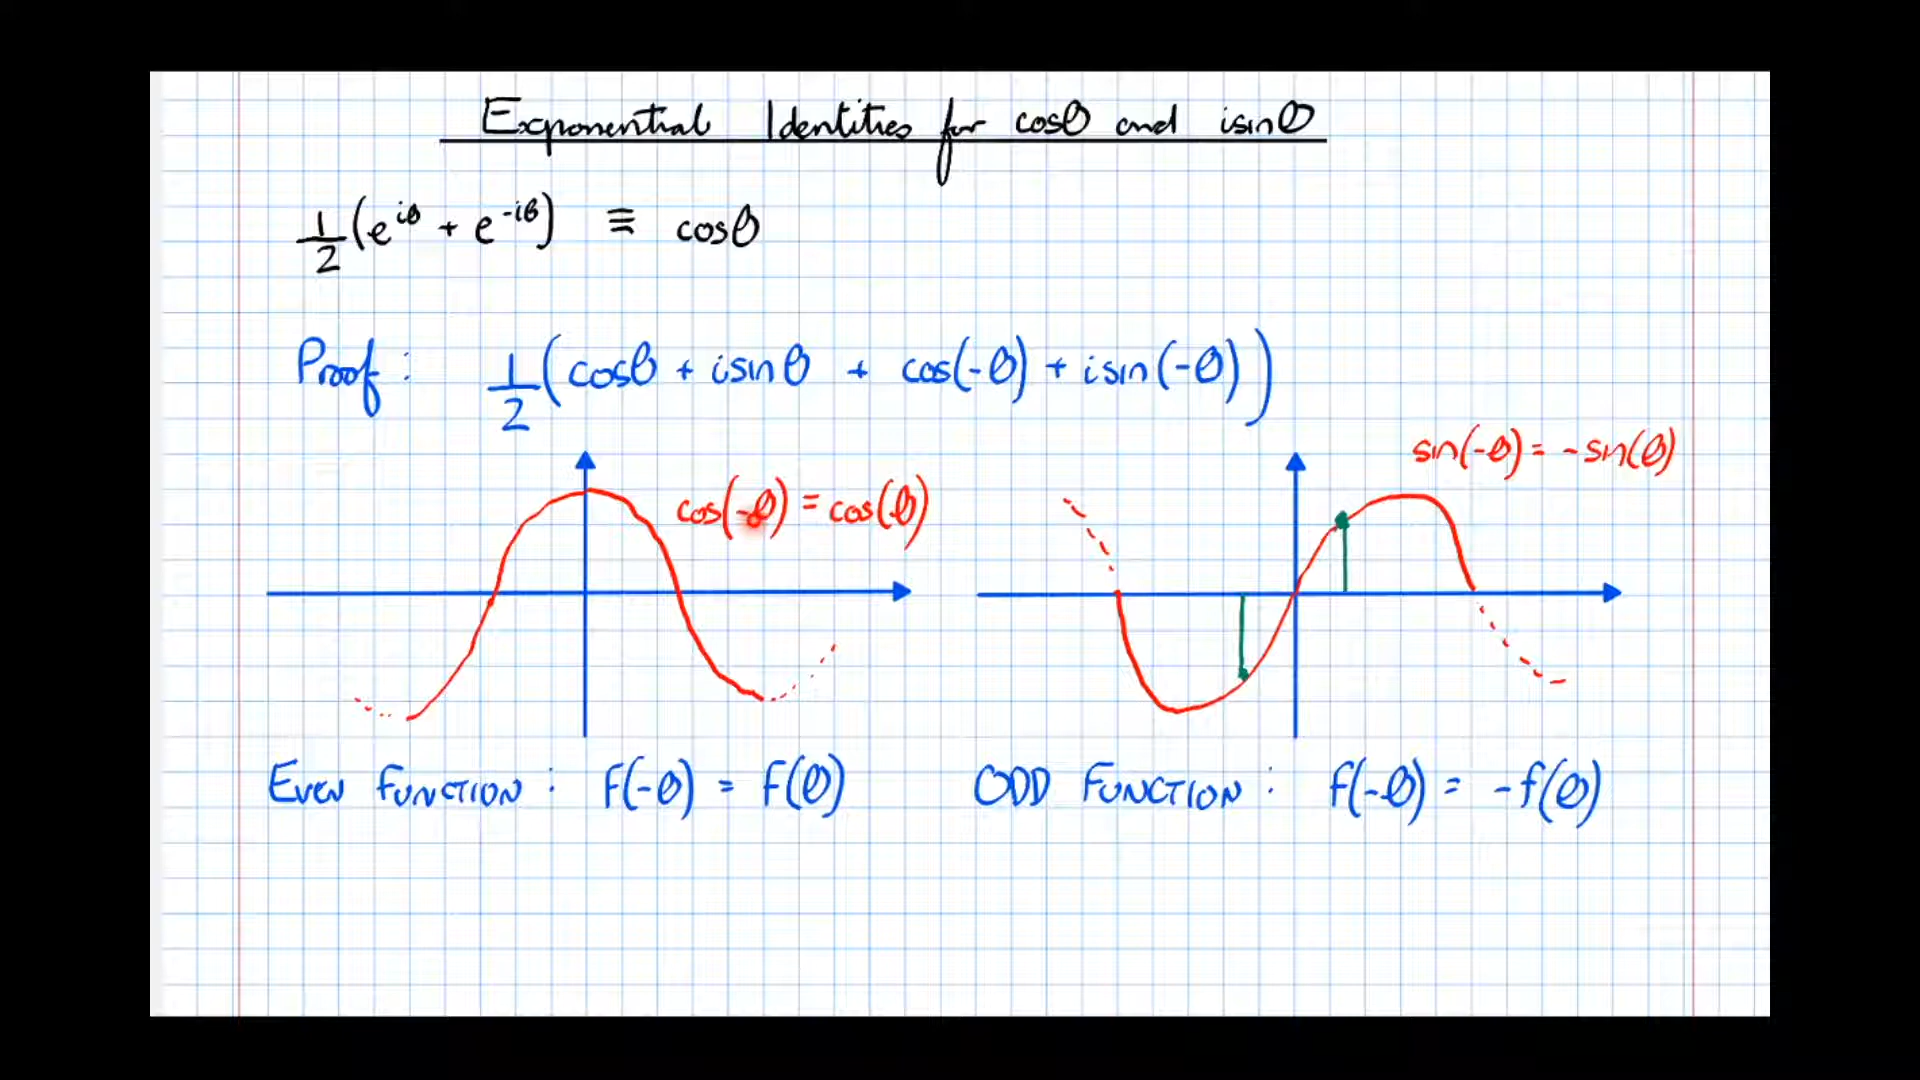 Exponential Identities for cosθ and isinθ
1/2(e^iθ + e^-iθ) ≡ cosθ
Proof: 1/2(cosθ + isinθ + cos(-θ) + isin(-θ))
sin(-θ) = -sin(θ)
cos(-θ) = cos(θ)
EVEN FUNCTION: f(-θ) = f(θ)
ODD FUNCTION: f(-θ) = -f(θ)